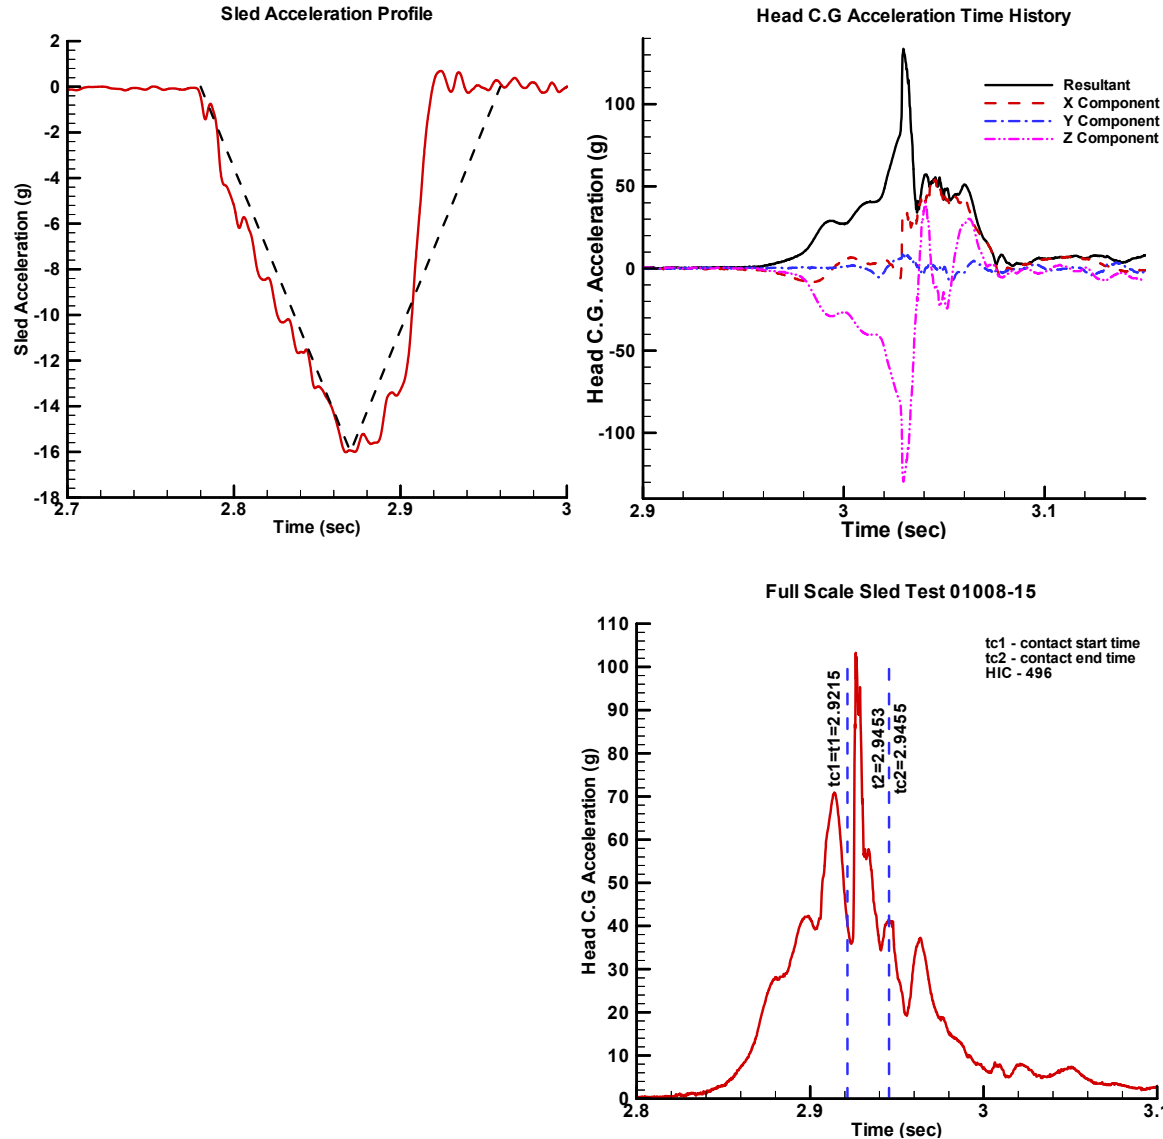 Sled Acceleration Profile
2
0
-2
-4
-6
-8
-10
-12
-14
-16
-18
Sled Acceleration (g)
2.7
2.8
2.9
3
Time (sec)
Head C.G Acceleration Time History
Resultant
X Component
Y Component
Z Component
100
50
0
-50
-100
Head C.G. Acceleration (g)
2.9
3
3.1
Time (sec)
Full Scale Sled Test 01008-15
tc1 - contact start time
tc2 - contact end time
HIC - 496
tc1=t1=2.9215
t2=2.9453
tc2=2.9455
110
100
90
80
70
60
50
40
30
20
10
0
Head C.G Acceleration (g)
2.8
2.9
3
3.1
Time (sec)